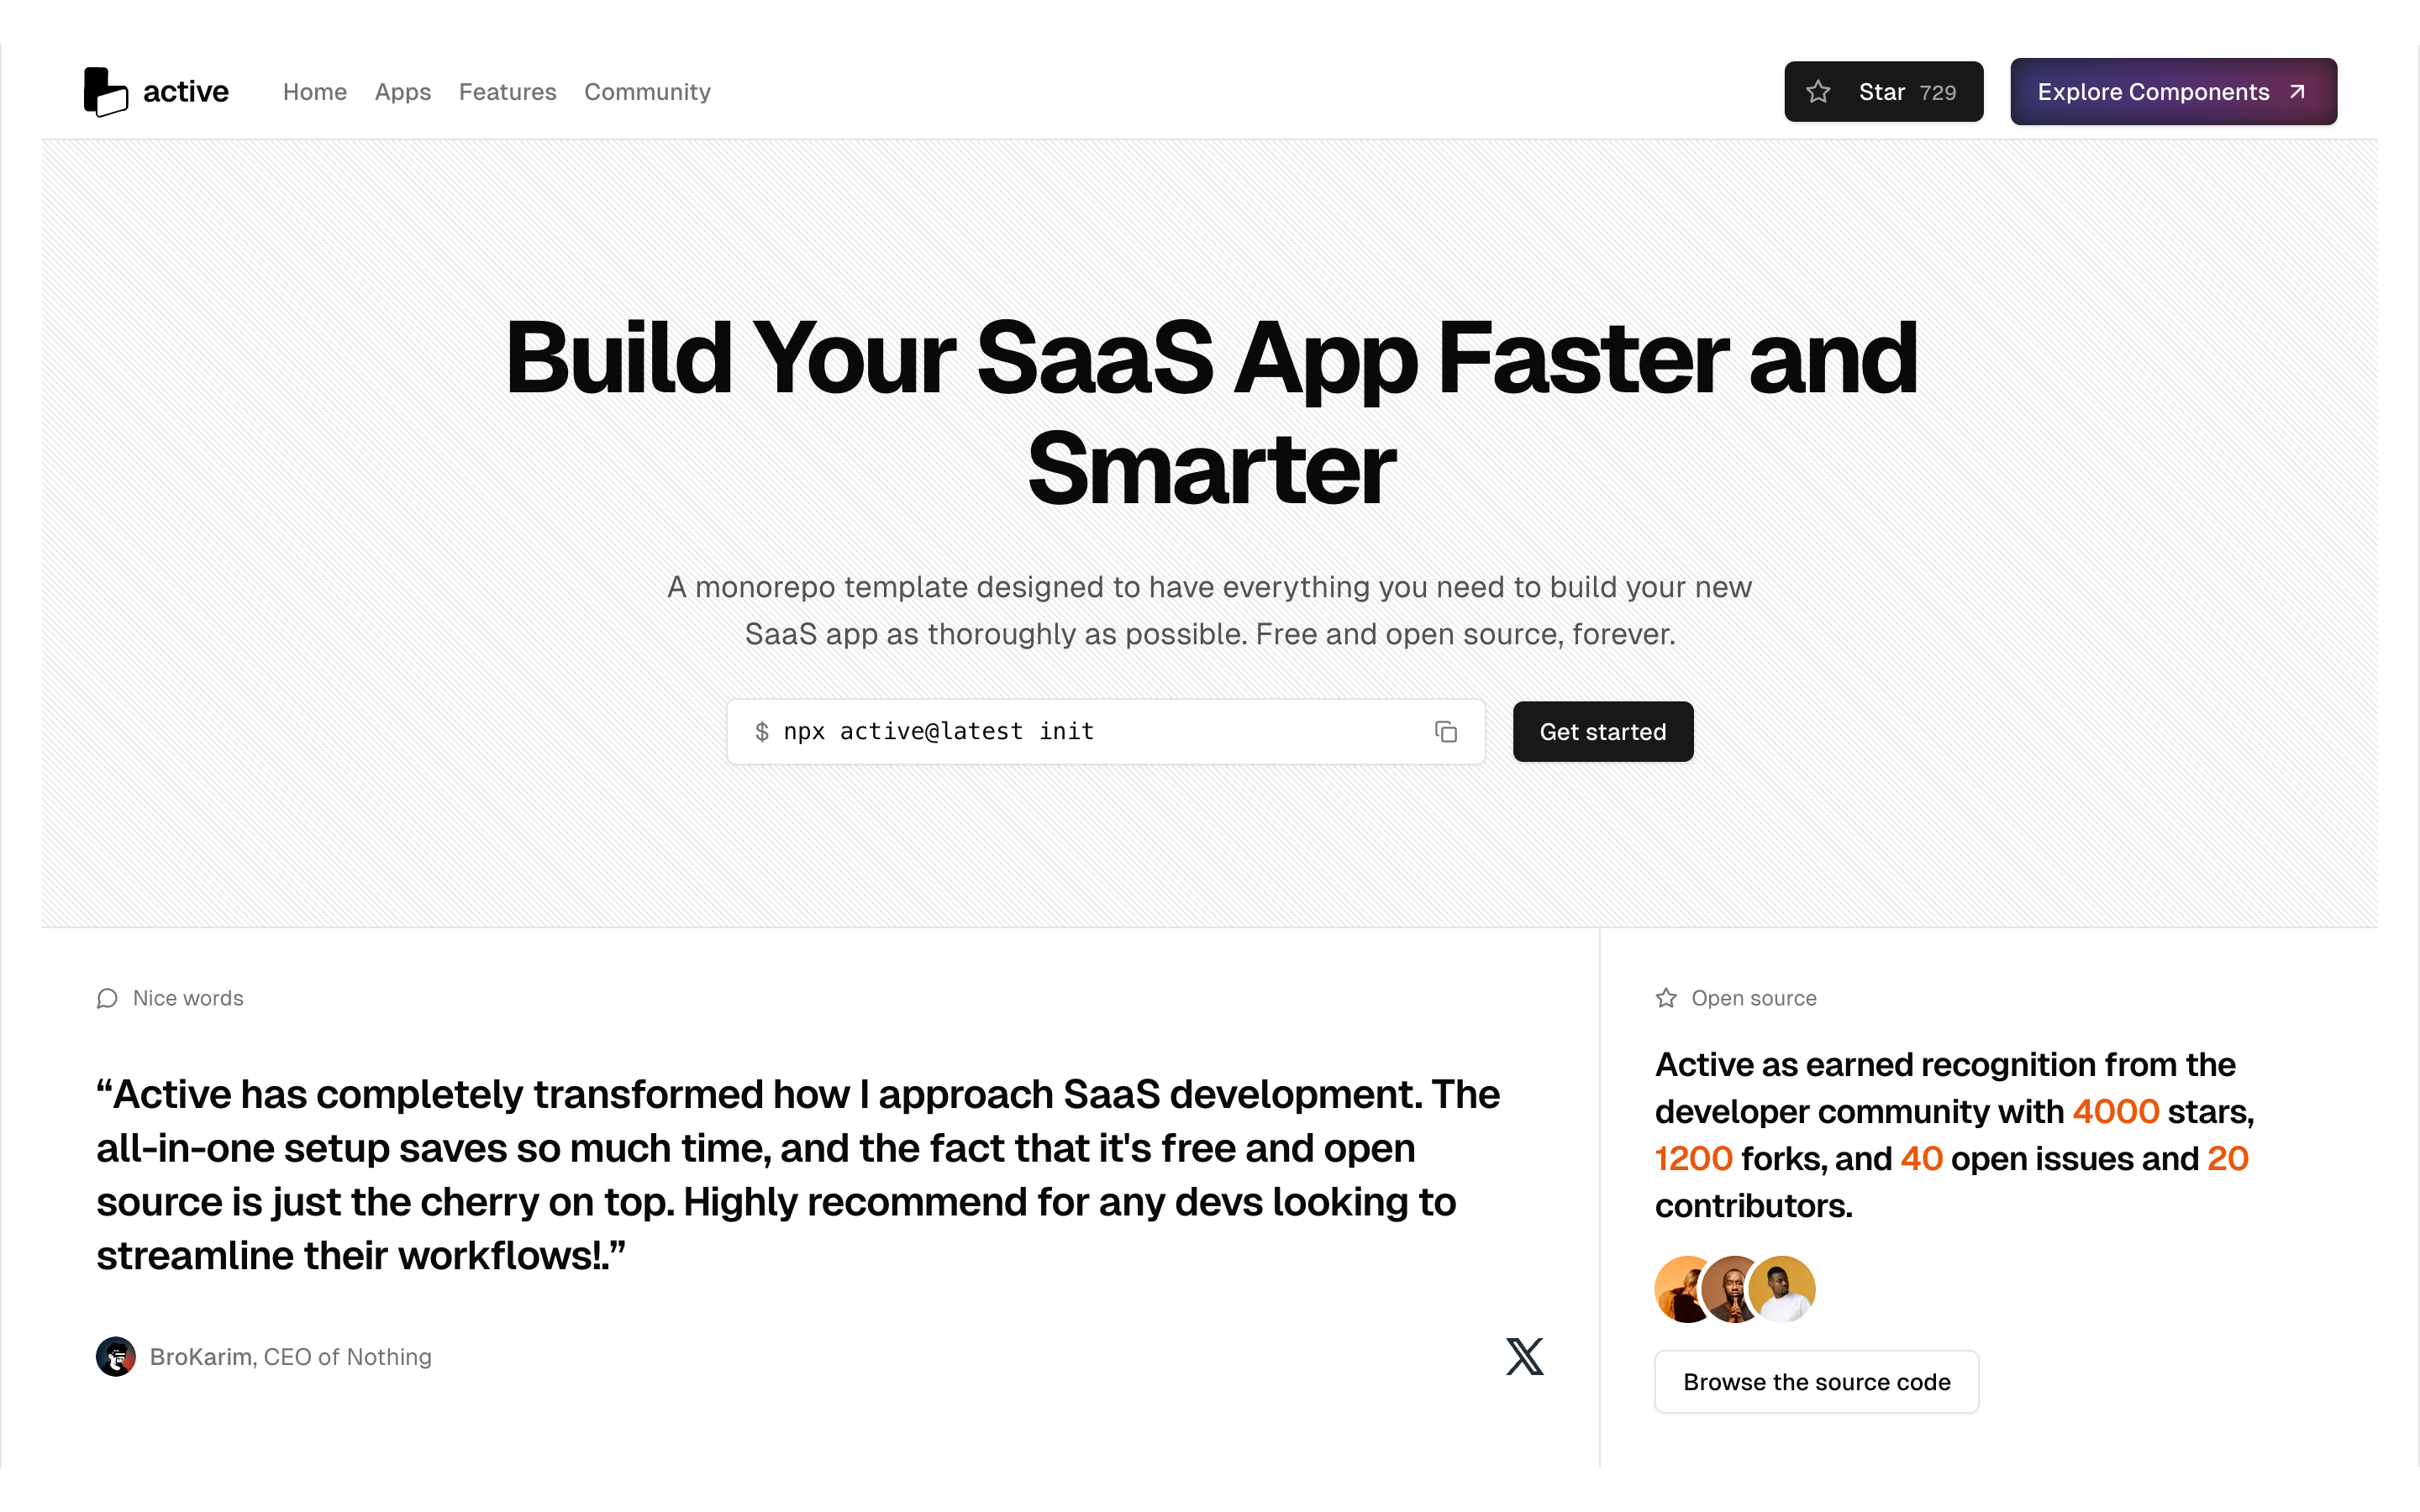 active
Home Apps Features Community
Star 729
Explore Components
Build Your SaaS App Faster and
Smarter
A monorepo template designed to have everything you need to build your new
SaaS app as thoroughly as possible. Free and open source, forever.
$ npx active@latest init
Get started
Nice words
“Active has completely transformed how I approach SaaS development. The
all-in-one setup saves so much time, and the fact that it's free and open
source is just the cherry on top. Highly recommend for any devs looking to
streamline their workflows!.”
BroKarim, CEO of Nothing
Open source
Active as earned recognition from the
developer community with 4000 stars,
1200 forks, and 40 open issues and 20
contributors.
Browse the source code